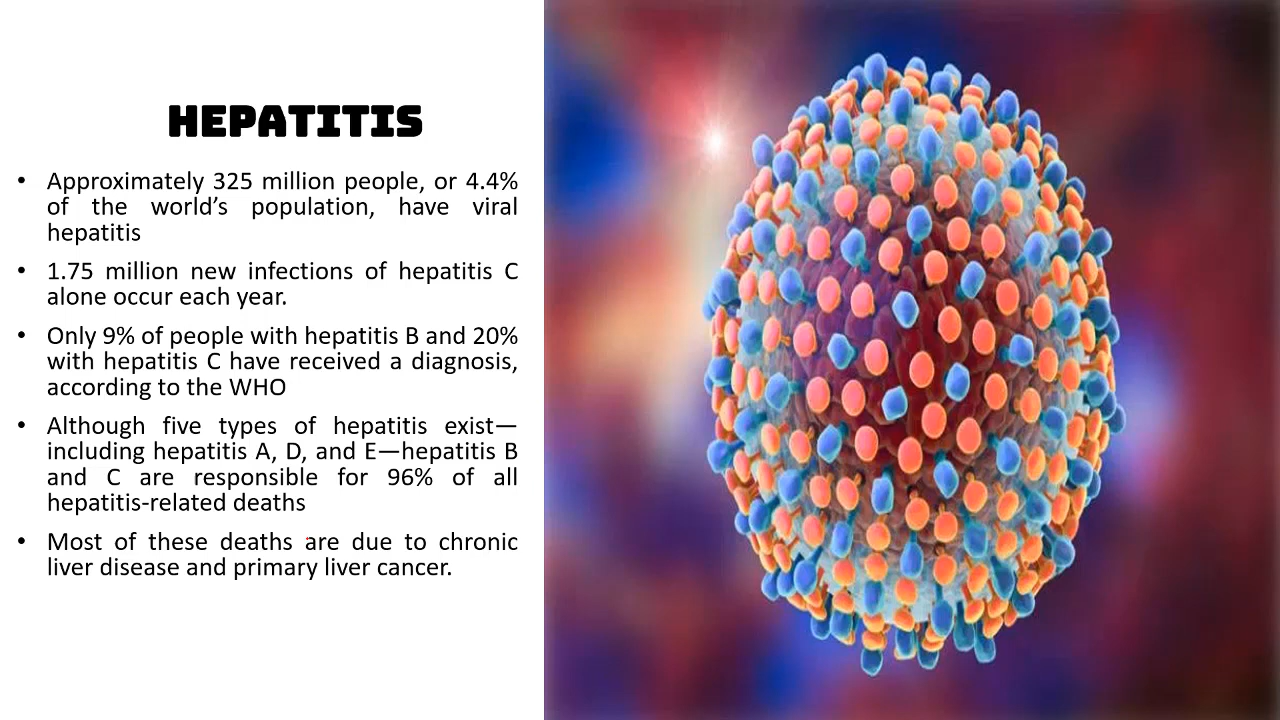 HEPATITIS
• Approximately 325 million people, or 4.4%
of the world’s population, have viral
hepatitis
• 1.75 million new infections of hepatitis C
alone occur each year.
• Only 9% of people with hepatitis B and 20%
with hepatitis C have received a diagnosis,
according to the WHO
• Although five types of hepatitis exist—
including hepatitis A, D, and E—hepatitis B
and C are responsible for 96% of all
hepatitis-related deaths
• Most of these deaths are due to chronic
liver disease and primary liver cancer.